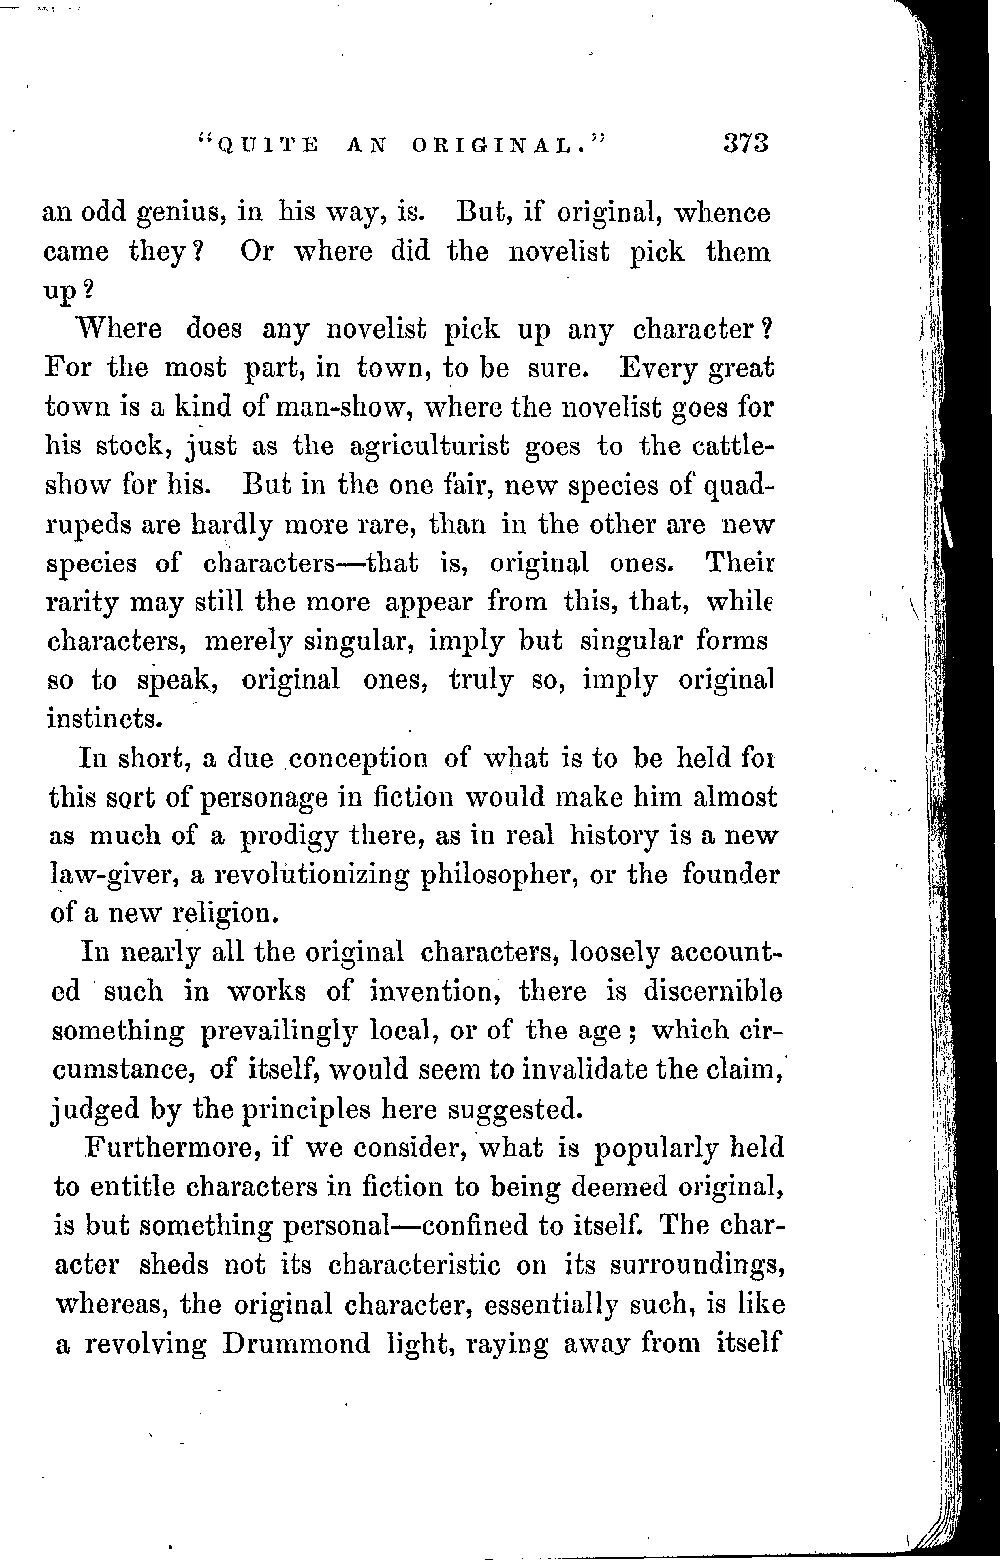 "QUITE AN ORIGINAL." 373
an odd genius, in his way, is. But, if original, whence
came they? Or where did the novelist pick them
up?
Where does any novelist pick up any character?
For the most part, in town, to be sure. Every great
town is a kind of man-show, where the novelist goes for
his stock, just as the agriculturist goes to the cattle-
show for his. But in the one fair, new species of quad-
rupeds are hardly more rare, than in the other are new
species of characters—that is, original ones. Their
rarity may still the more appear from this, that, while
characters, merely singular, imply but singular forms
so to speak, original ones, truly so, imply original
instincts.
In short, a due conception of what is to be held for
this sort of personage in fiction would make him almost
as much of a prodigy there, as in real history is a new
law-giver, a revolutionizing philosopher, or the founder
of a new religion.
In nearly all the original characters, loosely account-
ed such in works of invention, there is discernible
something prevailingly local, or of the age; which cir-
cumstance, of itself, would seem to invalidate the claim,
judged by the principles here suggested.
Furthermore, if we consider, what is popularly held
to entitle characters in fiction to being deemed original,
is but something personal—confined to itself. The char-
acter sheds not its characteristic on its surroundings,
whereas, the original character, essentially such, is like
a revolving Drummond light, raying away from itself